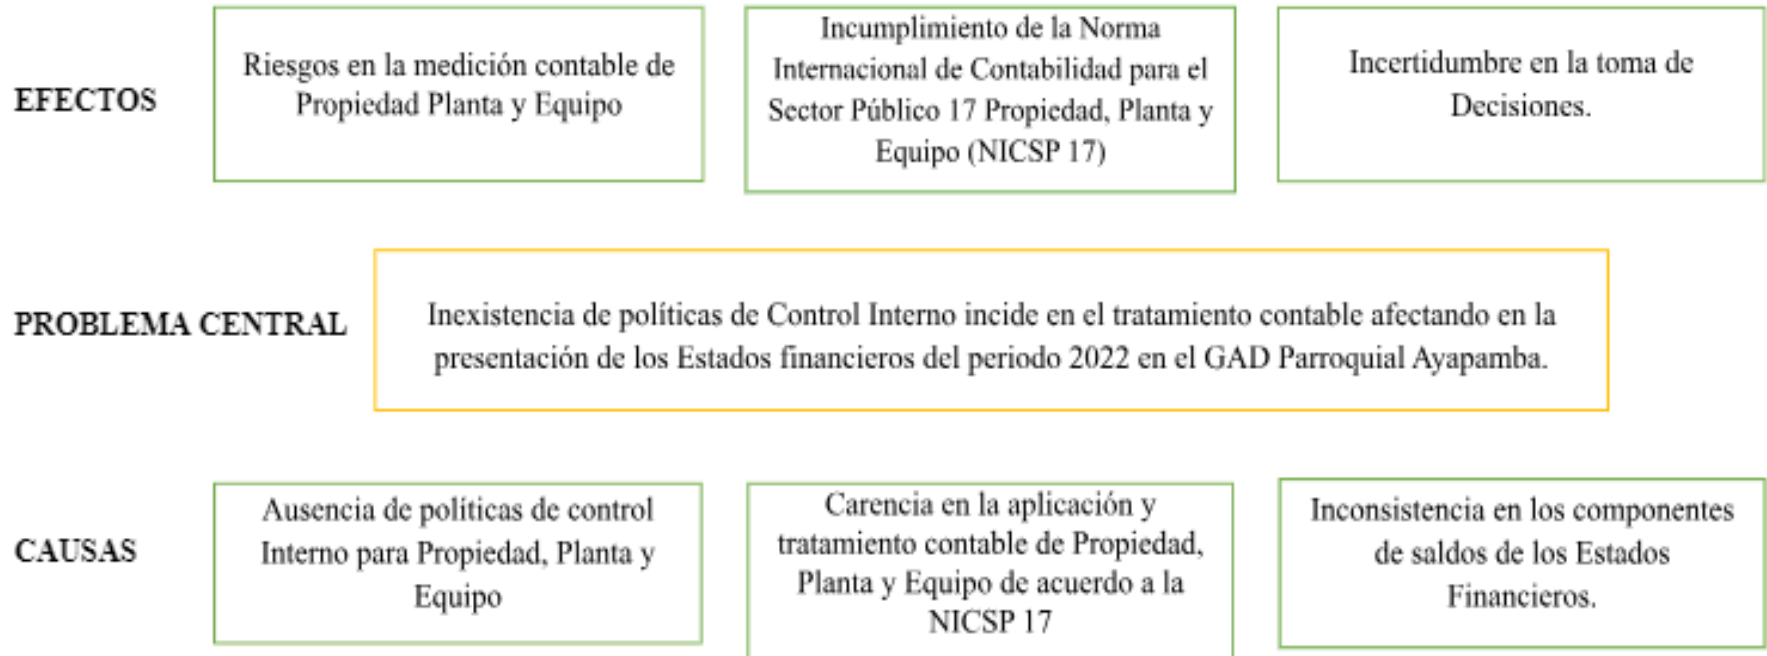 EFECTOS
Riesgos en la medición contable de
Propiedad Planta y Equipo
Incumplimiento de la Norma
Internacional de Contabilidad para el
Sector Público 17 Propiedad, Planta y
Equipo (NICSP 17)
Incertidumbre en la toma de
Decisiones.
PROBLEMA CENTRAL
Inexistencia de políticas de Control Interno incide en el tratamiento contable afectando en la
presentación de los Estados financieros del periodo 2022 en el GAD Parroquial Ayapamba.
CAUSAS
Ausencia de políticas de control
Interno para Propiedad, Planta y
Equipo
Carencia en la aplicación y
tratamiento contable de Propiedad,
Planta y Equipo de acuerdo a la
NICSP 17
Inconsistencia en los componentes
de saldos de los Estados
Financieros.